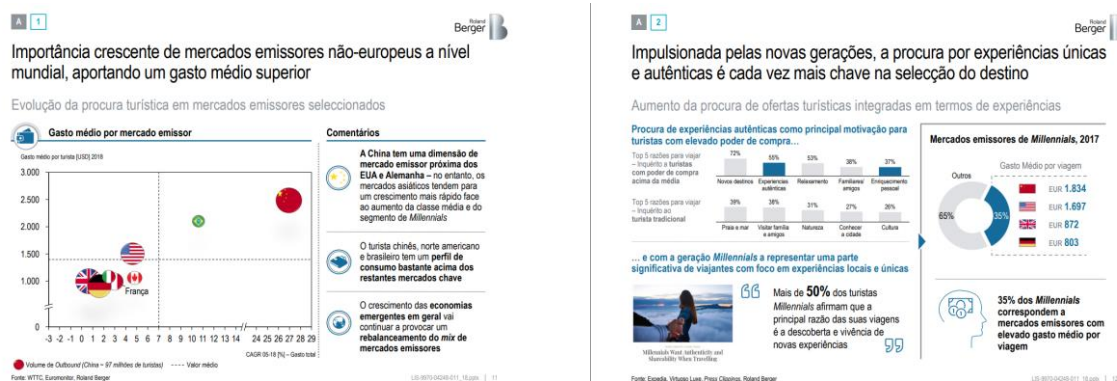 A 1
Roland
Berger
Importância crescente de mercados emissores não-europeus a nível
mundial, aportando um gasto médio superior
Evolução da procura turística em mercados emissores seleccionados
Gasto médio por mercado emissor
Gasto médio por turista [USD] 2018
3.000
2.500
2.000
1.500
1.000
0
França
-3 -2 -1 0 1 2 3 4 5 6 7 8 9 10 11 12 13 14 24 25 26 27 28 29
CAGR 05-18 [%] – Gasto total
Volume de Outbound (China ~ 97 milhões de turistas) Valor médio
Fonte: WTTC, Euromonitor, Roland Berger
Comentários
A China tem uma dimensão de
mercado emissor próxima dos
EUA e Alemanha – no entanto, os
mercados asiáticos tendem para
um crescimento mais rápido face
ao aumento da classe média e do
segmento de Millennials
O turista chinês, norte americano
e brasileiro tem um perfil de
consumo bastante acima dos
restantes mercados chave
O crescimento das economias
emergentes em geral vai
continuar a provocar um
rebalanceamento do mix de
mercados emissores
11
A 2
Roland
Berger
Impulsionada pelas novas gerações, a procura por experiências únicas
e autênticas é cada vez mais chave na selecção do destino
Aumento da procura de ofertas turísticas integradas em termos de experiências
Procura de experiências autênticas como principal motivação para
turistas com elevado poder de compra…
Top 5 razões para viajar
– Inquérito a turistas
com poder de compra
acima da média
72% 55% 53% 38% 37%
Novos destinos Experiencias autênticas Relaxamento Familiares/ amigos Enriquecimento pessoal
Top 5 razões para viajar
– Inquérito ao
turista tradicional
39% 38% 31% 27% 26%
Praia e mar Visitar família e amigos Natureza Conhecer a cidade Cultura
… e com a geração Millennials a representar uma parte
significativa de viajantes com foco em experiências locais e únicas
Millennials Want Authenticity and
Shareability When Travelling
Mais de 50% dos turistas
Millennials afirmam que a
principal razão das suas viagens
é a descoberta e vivência de
novas experiências
Mercados emissores de Millennials, 2017
Gasto Médio por viagem
Outros
65%
35%
EUR 1.834
EUR 1.697
EUR 872
EUR 803
35% dos Millennials
correspondem a
mercados emissores com
elevado gasto médio por
viagem
Fonte: Expedia, Virtuoso Luxe, Press Clippings, Roland Berger